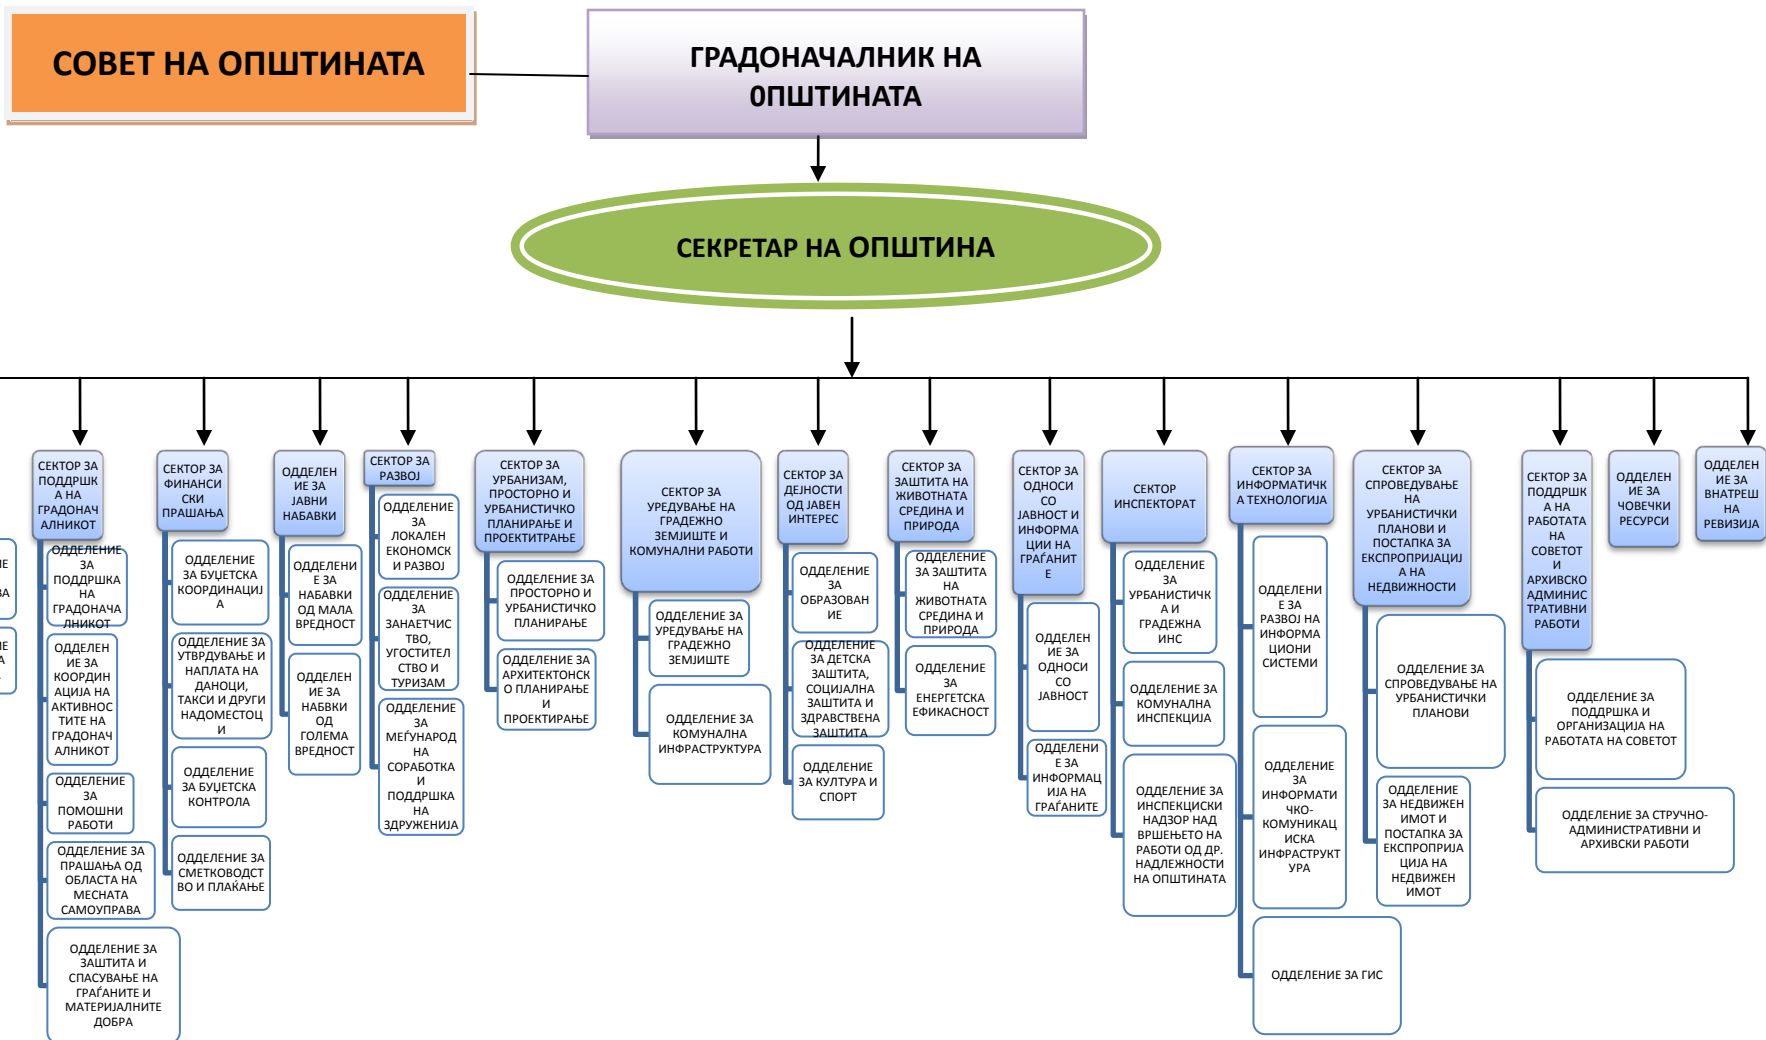 СОВЕТ НА ОПШТИНАТА
ГРАДОНАЧАЛНИК НА
0ПШТИНАТА
СЕКРЕТАР НА ОПШТИНА
ИЕ
ВА
ИЕ
А
СЕКТОР ЗА
ПОДДРШК
А НА
ГРАДОНАЧ
АЛНИКОТ
ОДДЕЛЕНИЕ
ЗА
ПОДДРШКА
НА
ГРАДОНАЧА
ЛНИКОТ
ОДДЕЛЕН
ИЕ ЗА
КООРДИН
АЦИЈА НА
АКТИВНОС
ТИТЕ НА
ГРАДОНАЧ
АЛНИКОТ
ОДДЕЛЕНИЕ
ЗА
ПОМОШНИ
РАБОТИ
ОДДЕЛЕНИЕ ЗА
ПРАШАЊА ОД
ОБЛАСТА НА
МЕСНАТА
САМОУПРАВА
ОДДЕЛЕНИЕ ЗА
ЗАШТИТА И
СПАСУВАЊЕ НА
ГРАЃАНИТЕ И
МАТЕРИЈАЛНИТЕ
ДОБРА
СЕКТОР ЗА
ФИНАНСИ
СКИ
ПРАШАЊА
ОДДЕЛЕНИЕ
ЗА БУЏЕТСКА
КООРДИНАЦИЈ
А
ОДДЕЛЕНИЕ ЗА
УТВРДУВАЊЕ И
НАПЛАТА НА
ДАНОЦИ,
ТАКСИ И ДРУГИ
НАДОМЕСТОЦ
И
ОДДЕЛЕНИЕ
ЗА БУЏЕТСКА
КОНТРОЛА
ОДДЕЛЕНИЕ ЗА
СМЕТКОВОДСТ
ВО И ПЛАЌАЊЕ
ОДДЕЛЕН
ИЕ ЗА
ЈАВНИ
НАБАВКИ
ОДДЕЛЕНИ
Е ЗА
НАБАВКИ
ОД МАЛА
ВРЕДНОСТ
ОДДЕЛЕН
ИЕ ЗА
НАБВКИ
ОД
ГОЛЕМА
ВРЕДНОСТ
СЕКТОР ЗА
РАЗВОЈ
ОДДЕЛЕНИЕ
ЗА
ЛОКАЛЕН
ЕКОНОМСК
И РАЗВОЈ
ОДДЕЛЕНИЕ
ЗА
ЗАНАЕТЧИС
ТВО,
УГОСТИТЕЛ
СТВО И
ТУРИЗАМ
ОДДЕЛЕНИЕ
ЗА
МЕЃУНАРОД
НА
СОРАБОТКА
И
ПОДДРШКА
НА
ЗДРУЖЕНИЈА
СЕКТОР ЗА
УРБАНИЗАМ,
ПРОСТОРНО И
УРБАНИСТИЧКО
ПЛАНИРАЊЕ И
ПРОЕКТИТРАЊЕ
ОДДЕЛЕНИЕ ЗА
ПРОСТОРНО И
УРБАНИСТИЧКО
ПЛАНИРАЊЕ
ОДДЕЛЕНИЕ ЗА
АРХИТЕКТОНСК
О ПЛАНИРАЊЕ
И
ПРОЕКТИРАЊЕ
СЕКТОР ЗА
УРЕДУВАЊЕ НА
ГРАДЕЖНО
ЗЕМЈИШТЕ И
КОМУНАЛНИ РАБОТИ
ОДДЕЛЕНИЕ ЗА
УРЕДУВАЊЕ НА
ГРАДЕЖНО
ЗЕМЈИШТЕ
ОДДЕЛЕНИЕ ЗА
КОМУНАЛНА
ИНФРАСТРУКТУРА
СЕКТОР ЗА
ДЕЈНОСТИ
ОД ЈАВЕН
ИНТЕРЕС
ОДДЕЛЕНИЕ
ЗА
ОБРАЗОВАН
ИЕ
ОДДЕЛЕНИЕ
ЗА ДЕТСКА
ЗАШТИТА,
СОЦИЈАЛНА
ЗАШТИТА И
ЗДРАВСТВЕНА
ЗАШТИТА
ОДДЕЛЕНИЕ
ЗА КУЛТУРА И
СПОРТ
СЕКТОР ЗА
ЗАШТИТА НА
ЖИВОТНАТА
СРЕДИНА И
ПРИРОДА
ОДДЕЛЕНИЕ
ЗА ЗАШТИТА
НА
ЖИВОТНАТА
СРЕДИНА И
ПРИРОДА
ОДДЕЛЕНИЕ
ЗА
ЕНЕРГЕТСКА
ЕФИКАСНОСТ
СЕКТОР ЗА
ОДНОСИ
СО
ЈАВНОСТ И
ИНФОРМА
ЦИИ НА
ГРАЃАНИТ
Е
ОДДЕЛЕН
ИЕ ЗА
ОДНОСИ
СО
ЈАВНОСТ
ОДДЕЛЕНИ
Е ЗА
ИНФОРМАЦ
ИЈА НА
ГРАЃАНИТЕ
СЕКТОР
ИНСПЕКТОРАТ
ОДДЕЛЕНИЕ
ЗА
УРБАНИСТИЧК
А И
ГРАДЕЖНА
ИНС
ОДДЕЛЕНИЕ ЗА
КОМУНАЛНА
ИНСПЕКЦИЈА
ОДДЕЛЕНИЕ ЗА
ИНСПЕКЦИСКИ
НАДЗОР НАД
ВРШЕЊЕТО НА
РАБОТИ ОД ДР.
НАДЛЕЖНОСТИ
НА ОПШТИНАТА
СЕКТОР ЗА
ИНФОРМАТИЧК
А ТЕХНОЛОГИЈА
ОДДЕЛЕНИ
Е ЗА
РАЗВОЈ НА
ИНФОРМА
ЦИОНИ
СИСТЕМИ
ОДДЕЛЕНИЕ
ЗА
ИНФОРМАТИ
ЧКО-
КОМУНИКАЦ
ИСКА
ИНФРАСТРУКТ
УРА
ОДДЕЛЕНИЕ ЗА ГИС
СЕКТОР ЗА
СПРОВЕДУВАЊЕ
НА
УРБАНИСТИЧКИ
ПЛАНОВИ И
ПОСТАПКА ЗА
ЕКСПРОПРИЈАЦИЈ
А НА
НЕДВИЖНОСТИ
ОДДЕЛЕНИЕ ЗА
СПРОВЕДУВАЊЕ НА
УРБАНИСТИЧКИ
ПЛАНОВИ
ОДДЕЛЕНИЕ
ЗА НЕДВИЖЕН
ИМОТ И
ПОСТАПКА ЗА
ЕКСПРОПРИЈА
ЦИЈА НА
НЕДВИЖЕН
ИМОТ
СЕКТОР ЗА
ПОДДРШК
А НА
РАБОТАТА
НА
СОВЕТОТ
И
АРХИВСКО
АДМИНИС
ТРАТИВНИ
РАБОТИ
ОДДЕЛЕНИЕ ЗА
ПОДДРШКА И
ОРГАНИЗАЦИЈА НА
РАБОТАТА НА СОВЕТОТ
ОДДЕЛЕНИЕ ЗА СТРУЧНО-
АДМИНИСТРАТИВНИ И
АРХИВСКИ РАБОТИ
ОДДЕЛЕН
ИЕ ЗА
ЧОВЕЧКИ
РЕСУРСИ
ОДДЕЛЕН
ИЕ ЗА
ВНАТРЕШ
НА
РЕВИЗИЈА